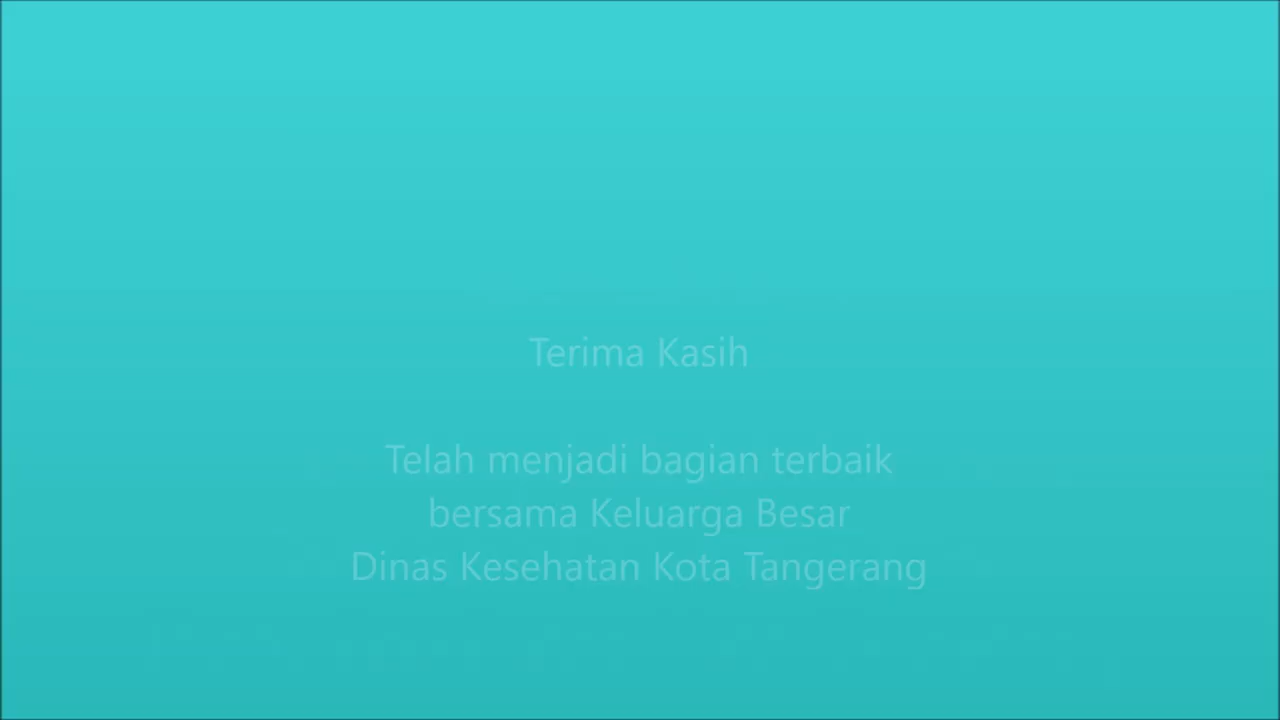 Terima Kasih
Telah menjadi bagian terbaik
bersama Keluarga Besar
Dinas Kesehatan Kota Tangerang